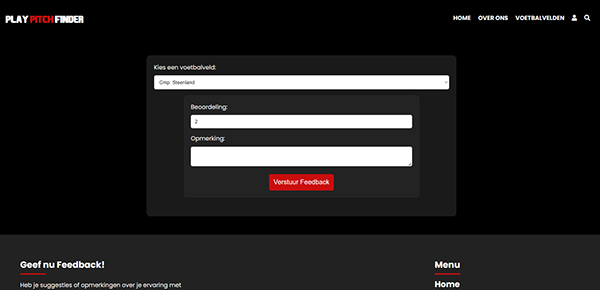 PLAY PITCH FINDER
HOME OVER ONS VOETBALVELDEN
Kies een voetbalveld:
Gmp. Steenland
Beoordeling:
2
Opmerking:
Verstuur Feedback
Geef nu Feedback!
Menu
Heb je suggesties of opmerkingen over je ervaring met
Home